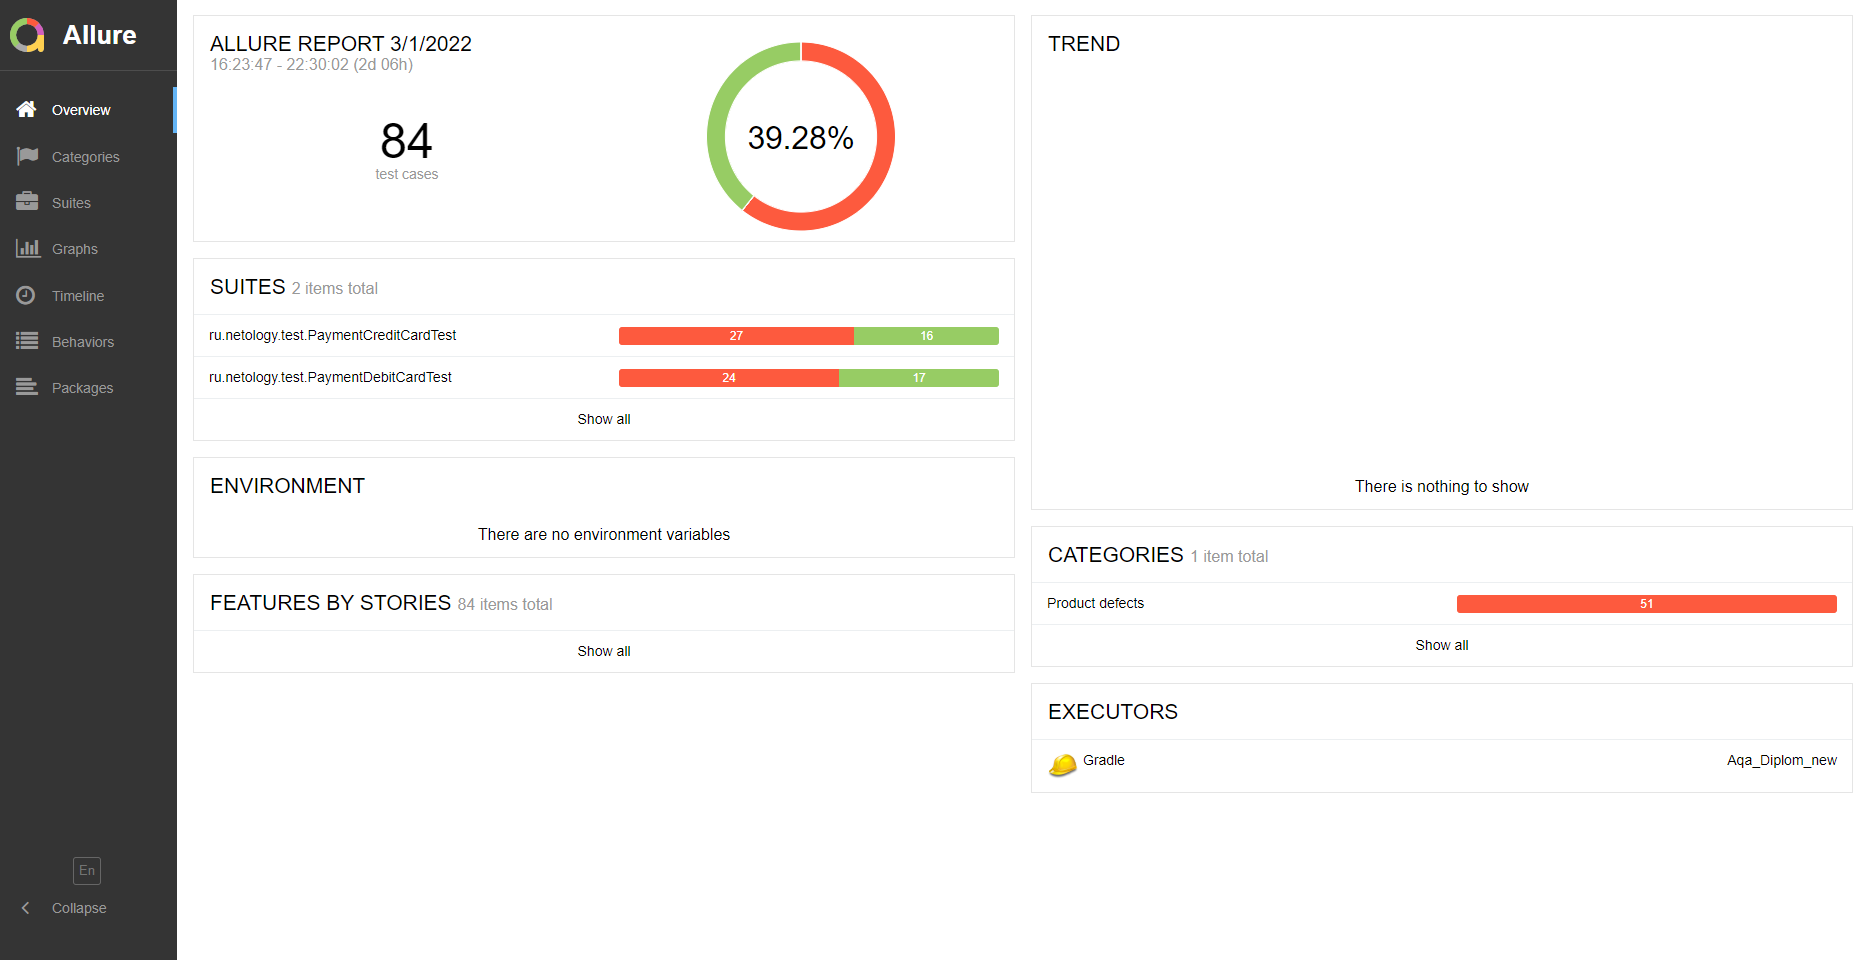 Allure
Overview
Categories
Suites
Graphs
Timeline
Behaviors
Packages
En
Collapse
ALLURE REPORT 3/1/2022
16:23:47 - 22:30:02 (2d 06h)
84
test cases
39.28%
SUITES 2 items total
ru.netology.test.PaymentCreditCardTest 27 16
ru.netology.test.PaymentDebitCardTest 24 17
Show all
ENVIRONMENT
There are no environment variables
FEATURES BY STORIES 84 items total
Show all
TREND
There is nothing to show
CATEGORIES 1 item total
Product defects 51
Show all
EXECUTORS
Gradle Aqa_Diplom_new